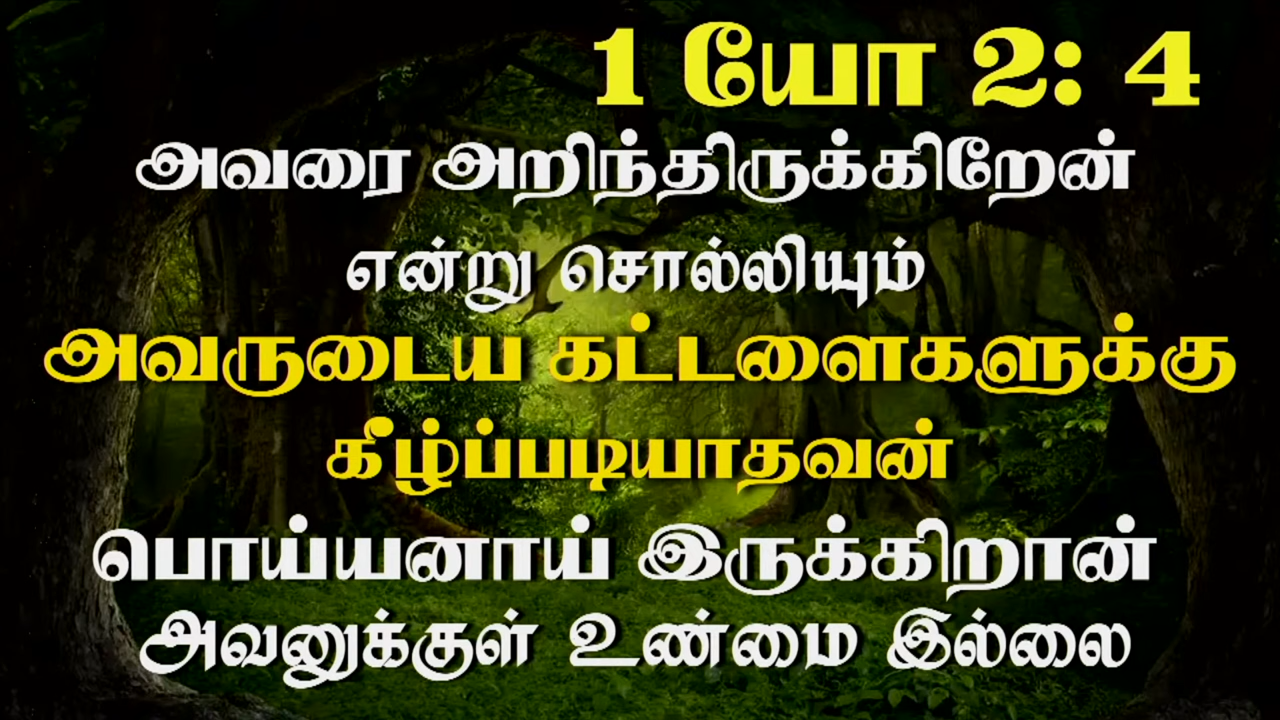 1 யோ 2: 4
அவரை அறிந்திருக்கிறேன்
என்று சொல்லியும்
அவருடைய கட்டளைகளுக்கு
கீழ்ப்படியாதவன்
பொய்யனாய் இருக்கிறான்
அவனுக்குள் உண்மை இல்லை